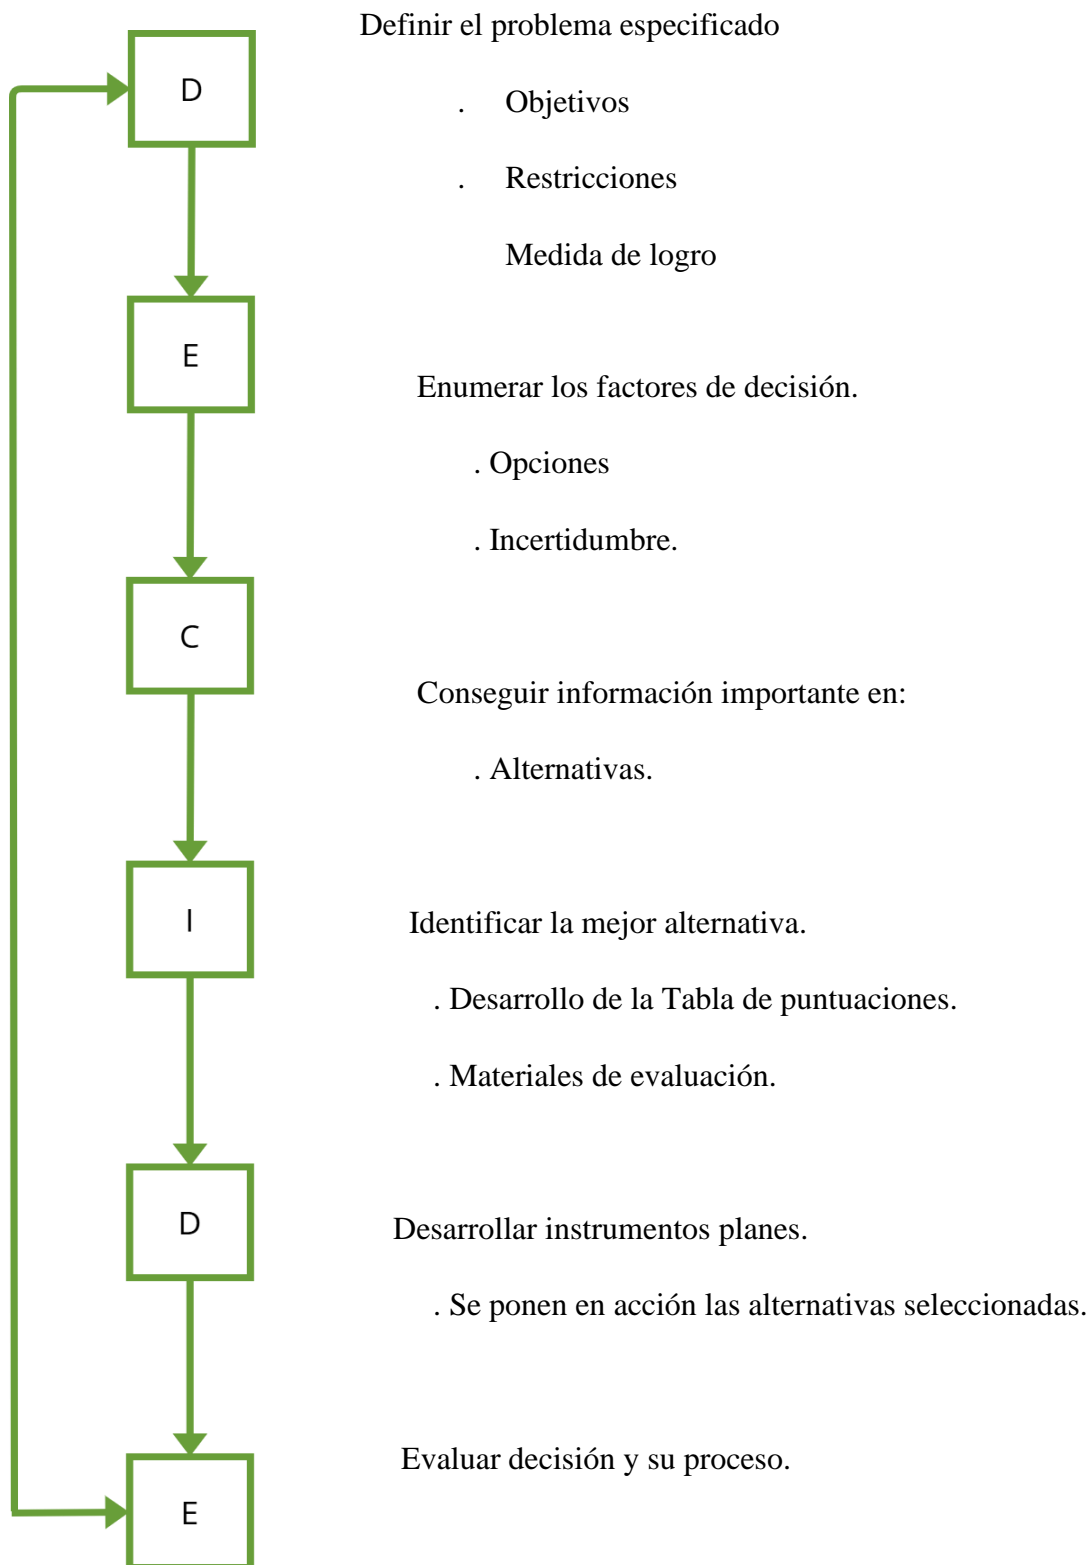 Definir el problema especificado
D
. Objetivos
. Restricciones
Medida de logro
E
Enumerar los factores de decisión.
. Opciones
. Incertidumbre.
C
Conseguir información importante en:
. Alternativas.
I
Identificar la mejor alternativa.
. Desarrollo de la Tabla de puntuaciones.
. Materiales de evaluación.
D
Desarrollar instrumentos planes.
. Se ponen en acción las alternativas seleccionadas.
Evaluar decisión y su proceso.
E